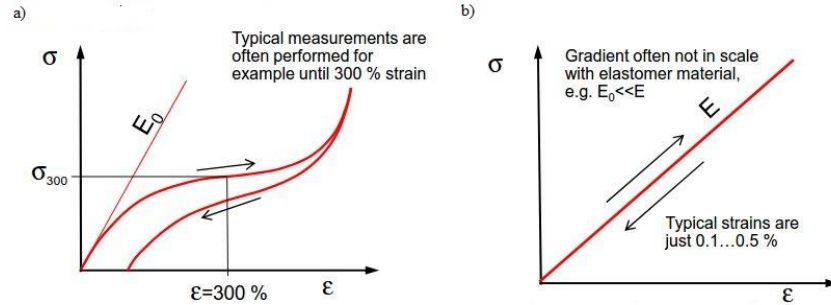 a)
Typical measurements are
often performed for
example until 300 % strain
σ
E₀
σ₃₀₀
ε=300 %
ε
b)
Gradient often not in scale
with elastomer material,
e.g. E₀<<E
σ
E
Typical strains are
just 0.1...0.5 %
ε